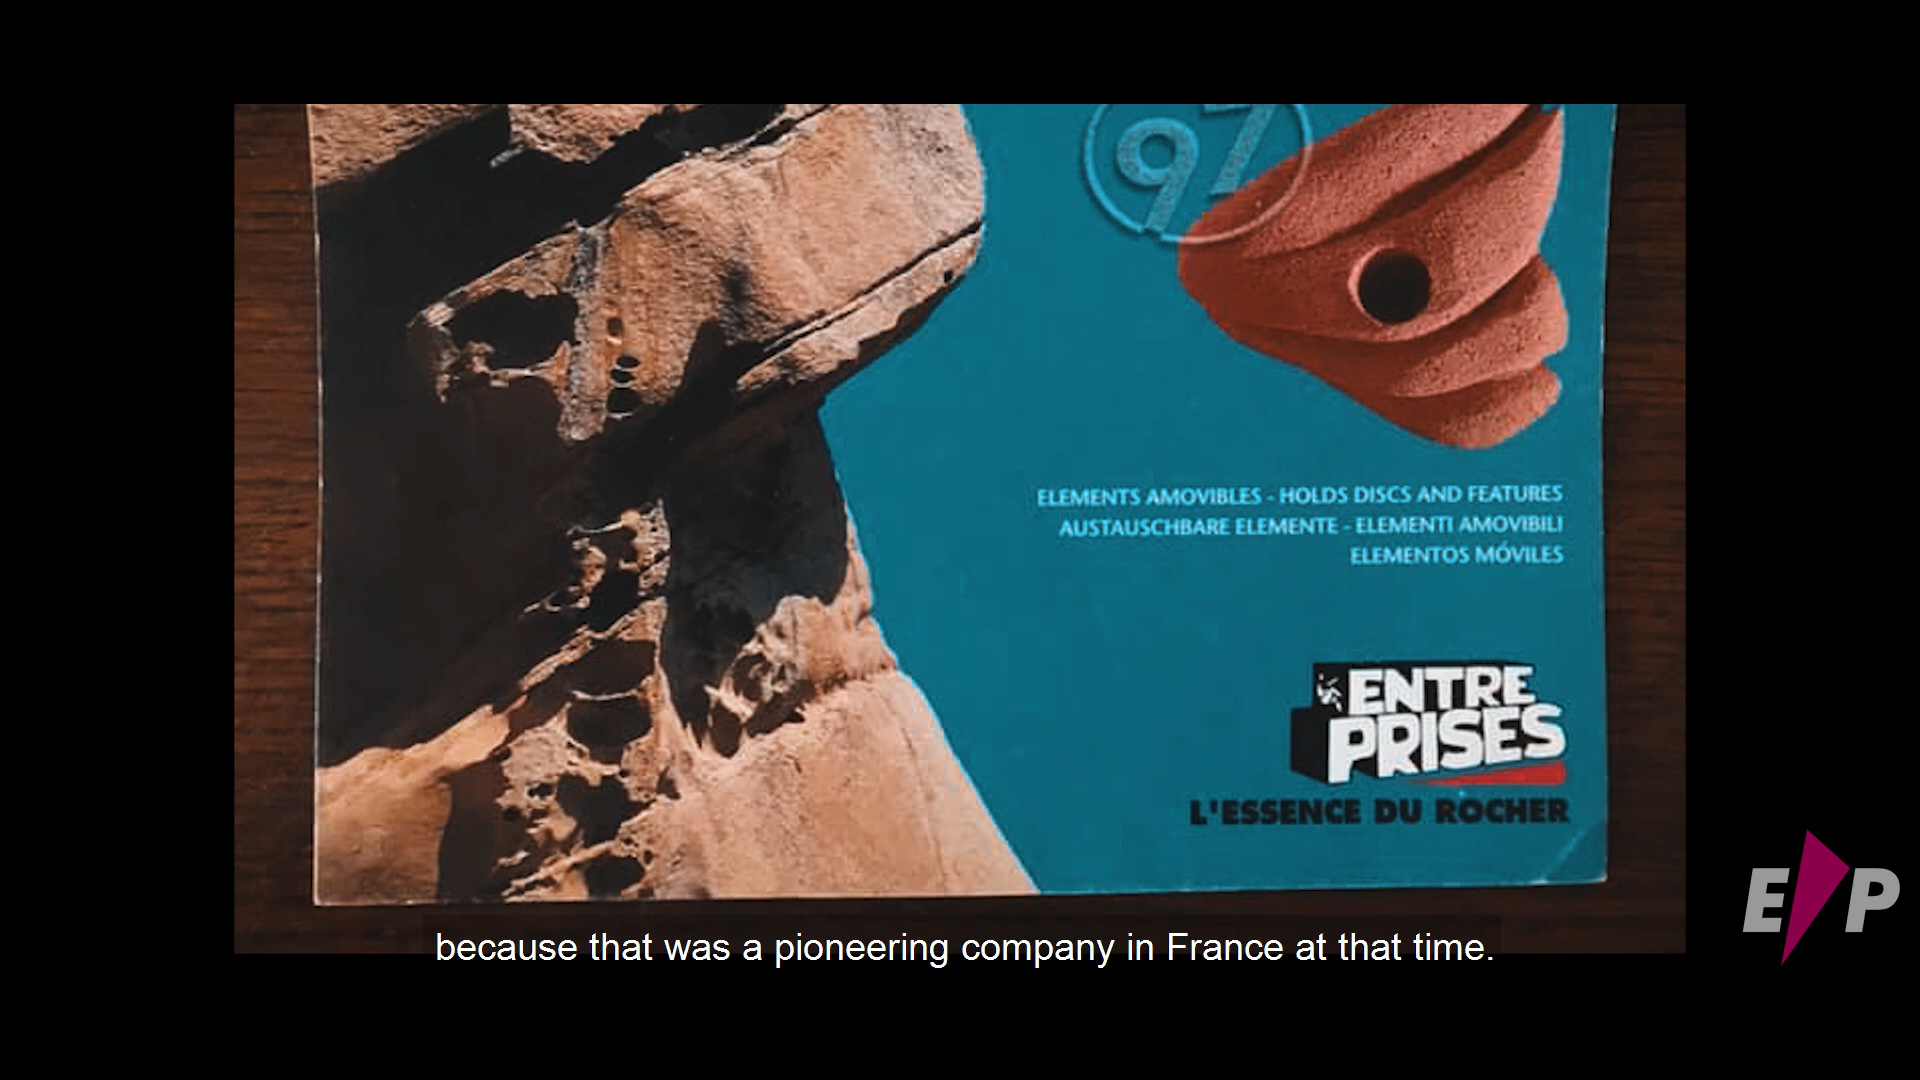 97
ELEMENTS AMOVIBLES - HOLDS DISCS AND FEATURES
AUSTAUSCHBARE ELEMENTE - ELEMENTI AMOVIBILI
ELEMENTOS MÓVILES
ENTRE
PRISES
L'ESSENCE DU ROCHER
EP
because that was a pioneering company in France at that time.